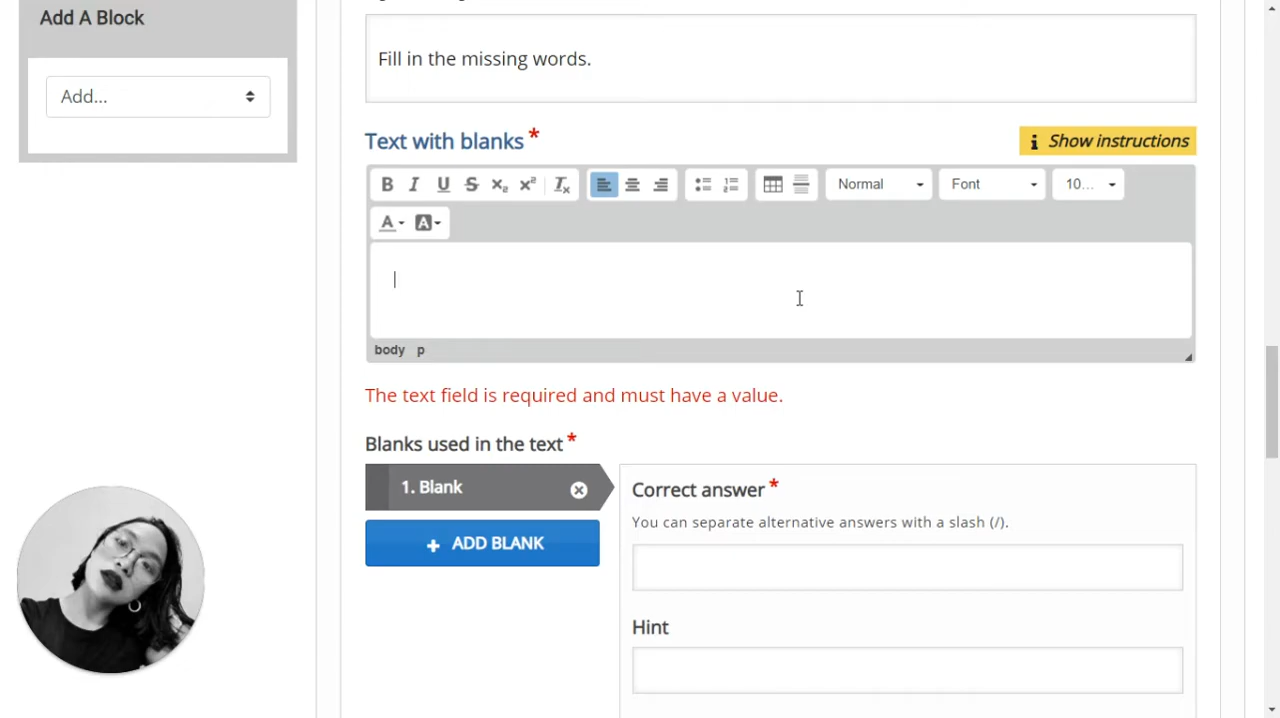 Add A Block
Add...
Fill in the missing words.
Text with blanks *
i Show instructions
B I U S x₂ x² Tx
Normal
Font
10...
A A
body p
The text field is required and must have a value.
Blanks used in the text *
1. Blank
+ ADD BLANK
Correct answer *
You can separate alternative answers with a slash (/).
Hint